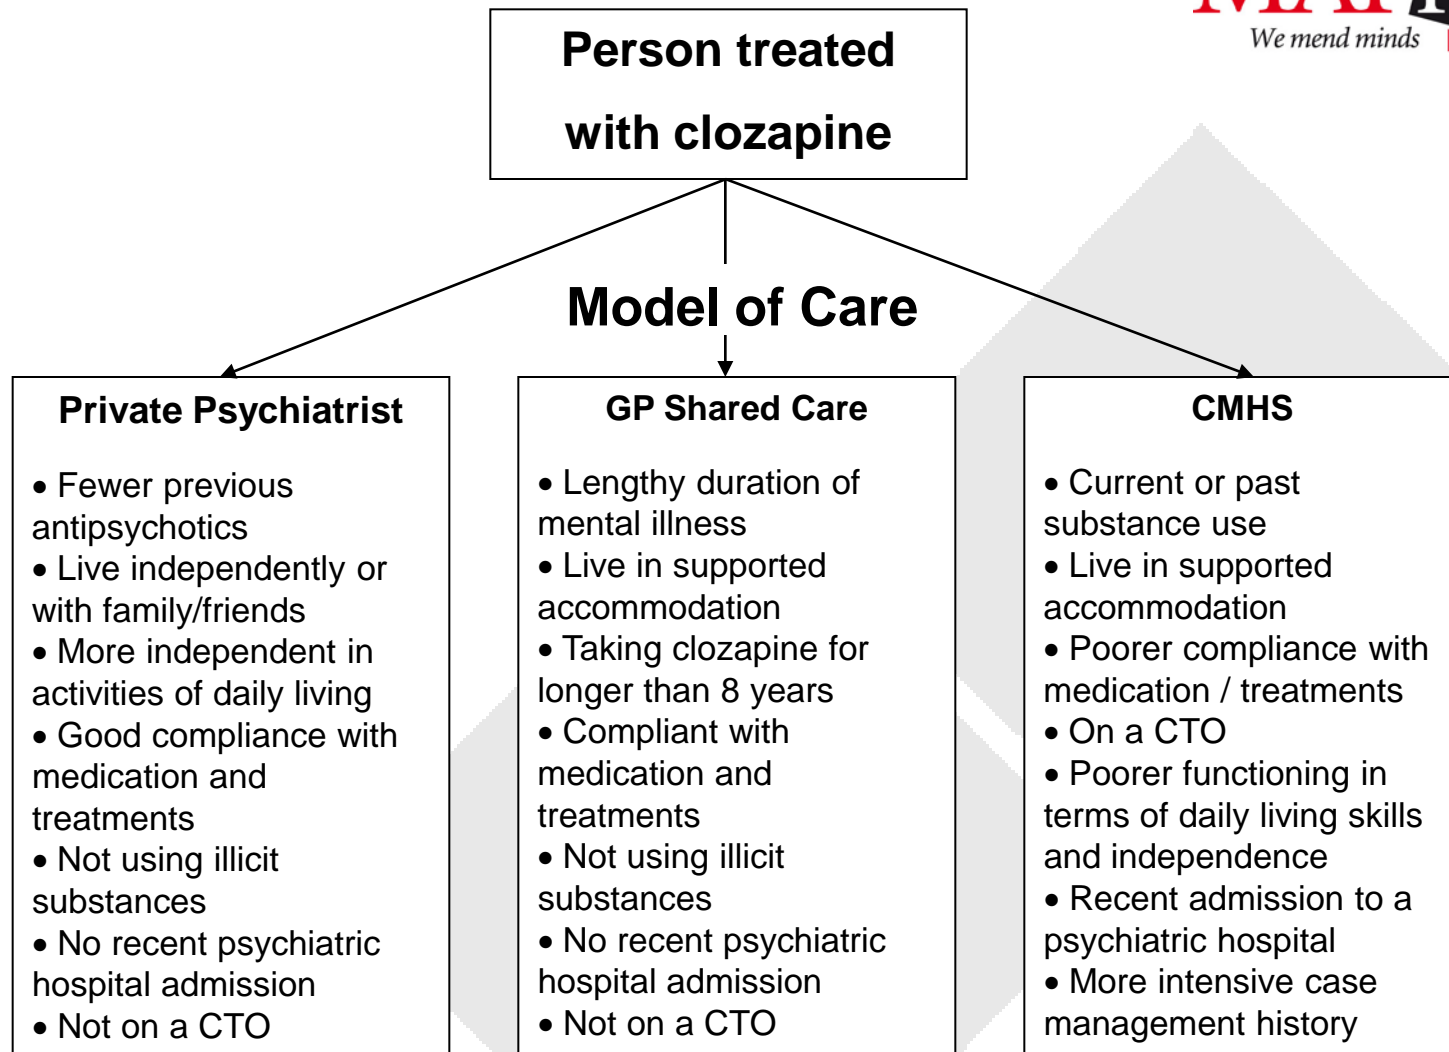 We mend minds
Person treated
with clozapine
Model of Care
Private Psychiatrist
• Fewer previous
antipsychotics
• Live independently or
with family/friends
• More independent in
activities of daily living
• Good compliance with
medication and
treatments
• Not using illicit
substances
• No recent psychiatric
hospital admission
• Not on a CTO
GP Shared Care
• Lengthy duration of
mental illness
• Live in supported
accommodation
• Taking clozapine for
longer than 8 years
• Compliant with
medication and
treatments
• Not using illicit
substances
• No recent psychiatric
hospital admission
• Not on a CTO
CMHS
• Current or past
substance use
• Live in supported
accommodation
• Poorer compliance with
medication / treatments
• On a CTO
• Poorer functioning in
terms of daily living skills
and independence
• Recent admission to a
psychiatric hospital
• More intensive case
management history